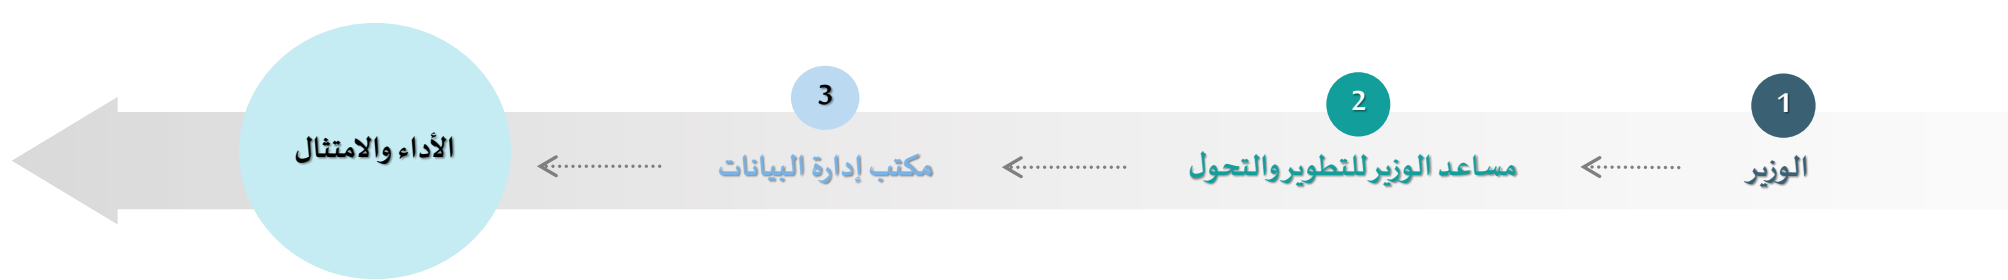 1
الوزير
2
مساعد الوزير للتطوير والتحول
3
مكتب إدارة البيانات
الأداء والامتثال